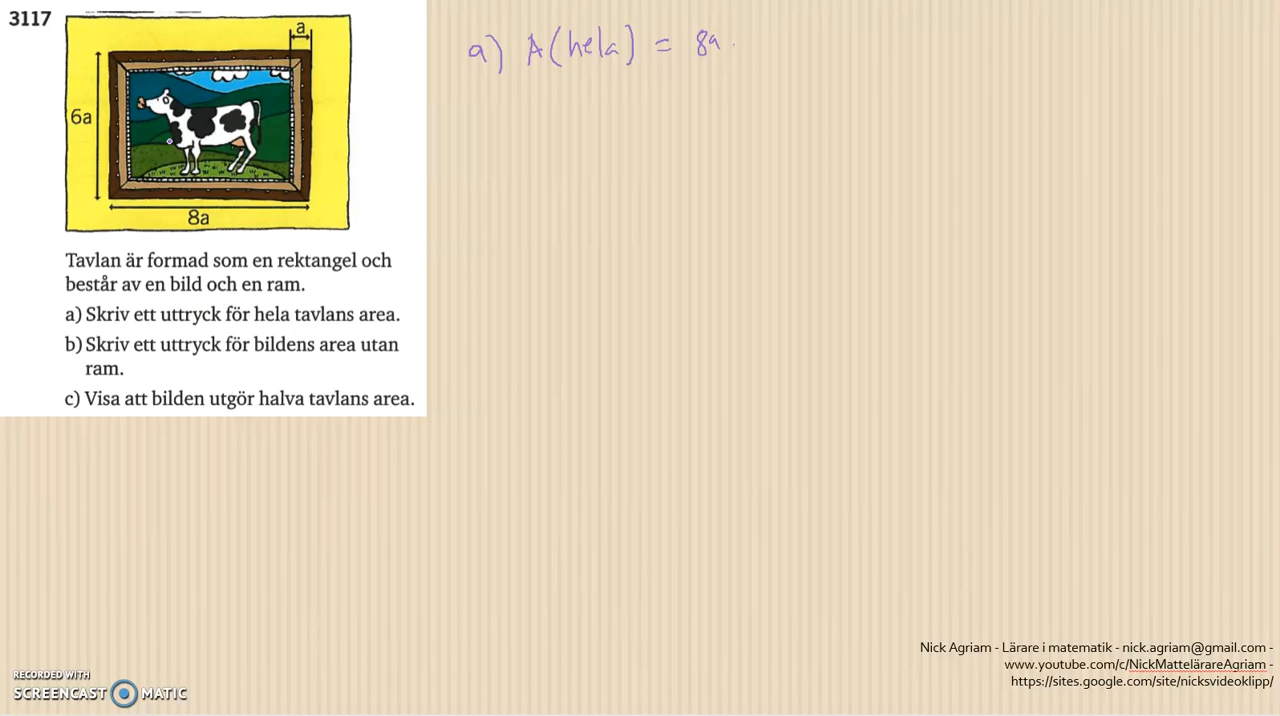 3117
a
6a
8a
Tavlan är formad som en rektangel och
består av en bild och en ram.
a) Skriv ett uttryck för hela tavlans area.
b) Skriv ett uttryck för bildens area utan
ram.
c) Visa att bilden utgör halva tavlans area.
a) A(hela) = 8a ·
Nick Agriam - Lärare i matematik - nick.agriam@gmail.com -
www.youtube.com/c/NickMattelärareAgriam -
https://sites.google.com/site/nicksvideoklipp/
RECORDED WITH
SCREENCAST MATIC